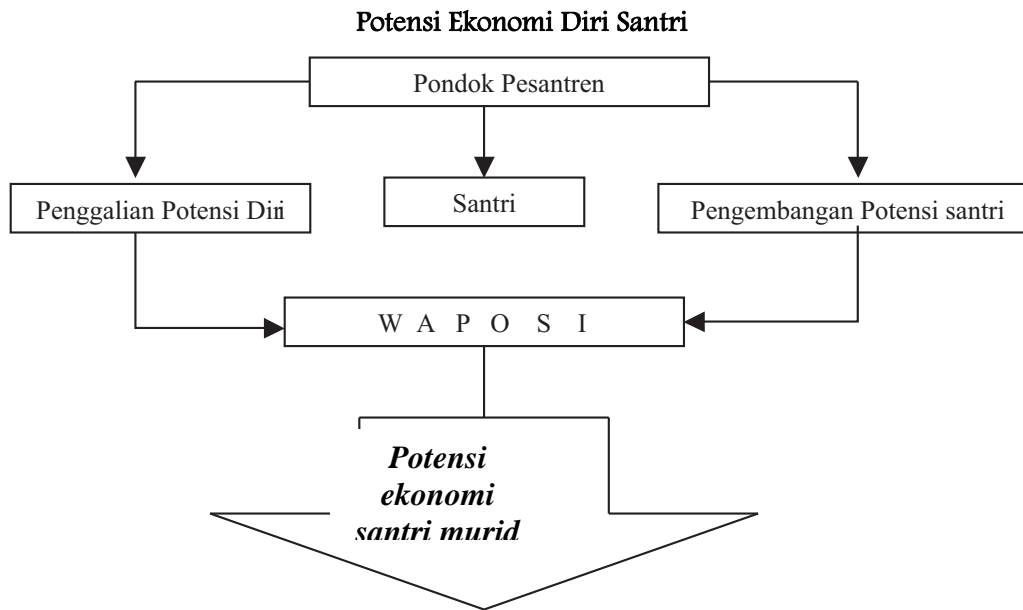 Potensi Ekonomi Diri Santri
Pondok Pesantren
Penggalian Potensi Diri
Santri
Pengembangan Potensi santri
W A P O S I
Potensi
ekonomi
santri murid